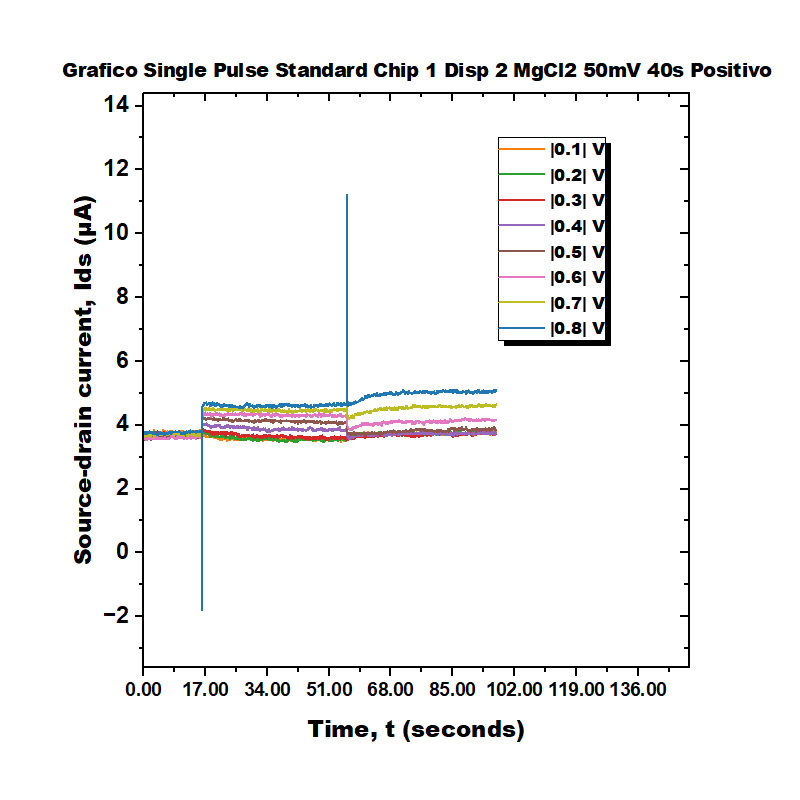 Grafico Single Pulse Standard Chip 1 Disp 2 MgCl2 50mV 40s Positivo
14
12
10
8
6
4
2
0
−2
Source-drain current, Ids (µA)
|0.1| V
|0.2| V
|0.3| V
|0.4| V
|0.5| V
|0.6| V
|0.7| V
|0.8| V
0.00 17.00 34.00 51.00 68.00 85.00 102.00 119.00 136.00
Time, t (seconds)